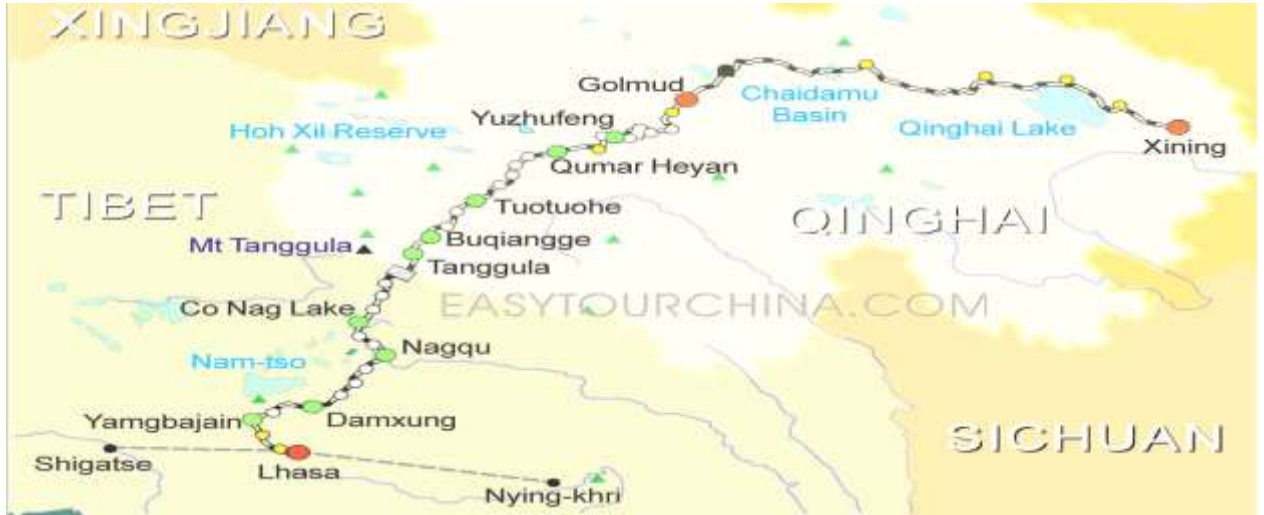 XINGJIANG
Golmud
Chaidamu
Basin
Yuzhufeng
Hoh Xil Reserve
Qinghai Lake
Xining
Qumar Heyan
TIBET
Tuotuohe
QINGHAI
Mt Tanggula
Buqiangge
Tanggula
Co Nag Lake
EASYTOURCHINA.COM
Nagqu
Nam-tso
Yamgbajain
Damxung
SICHUAN
Shigatse
Lhasa
Nying-khri